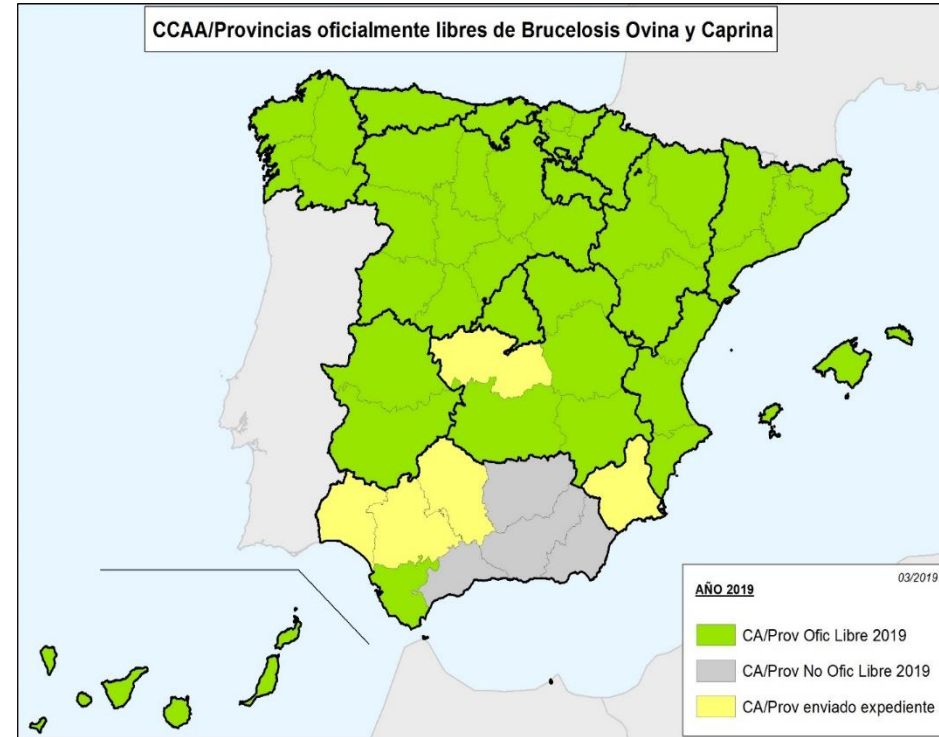 CCAA/Provincias oficialmente libres de Brucelosis Ovina y Caprina
03/2019
AÑO 2019
CA/Prov Ofic Libre 2019
CA/Prov No Ofic Libre 2019
CA/Prov enviado expediente